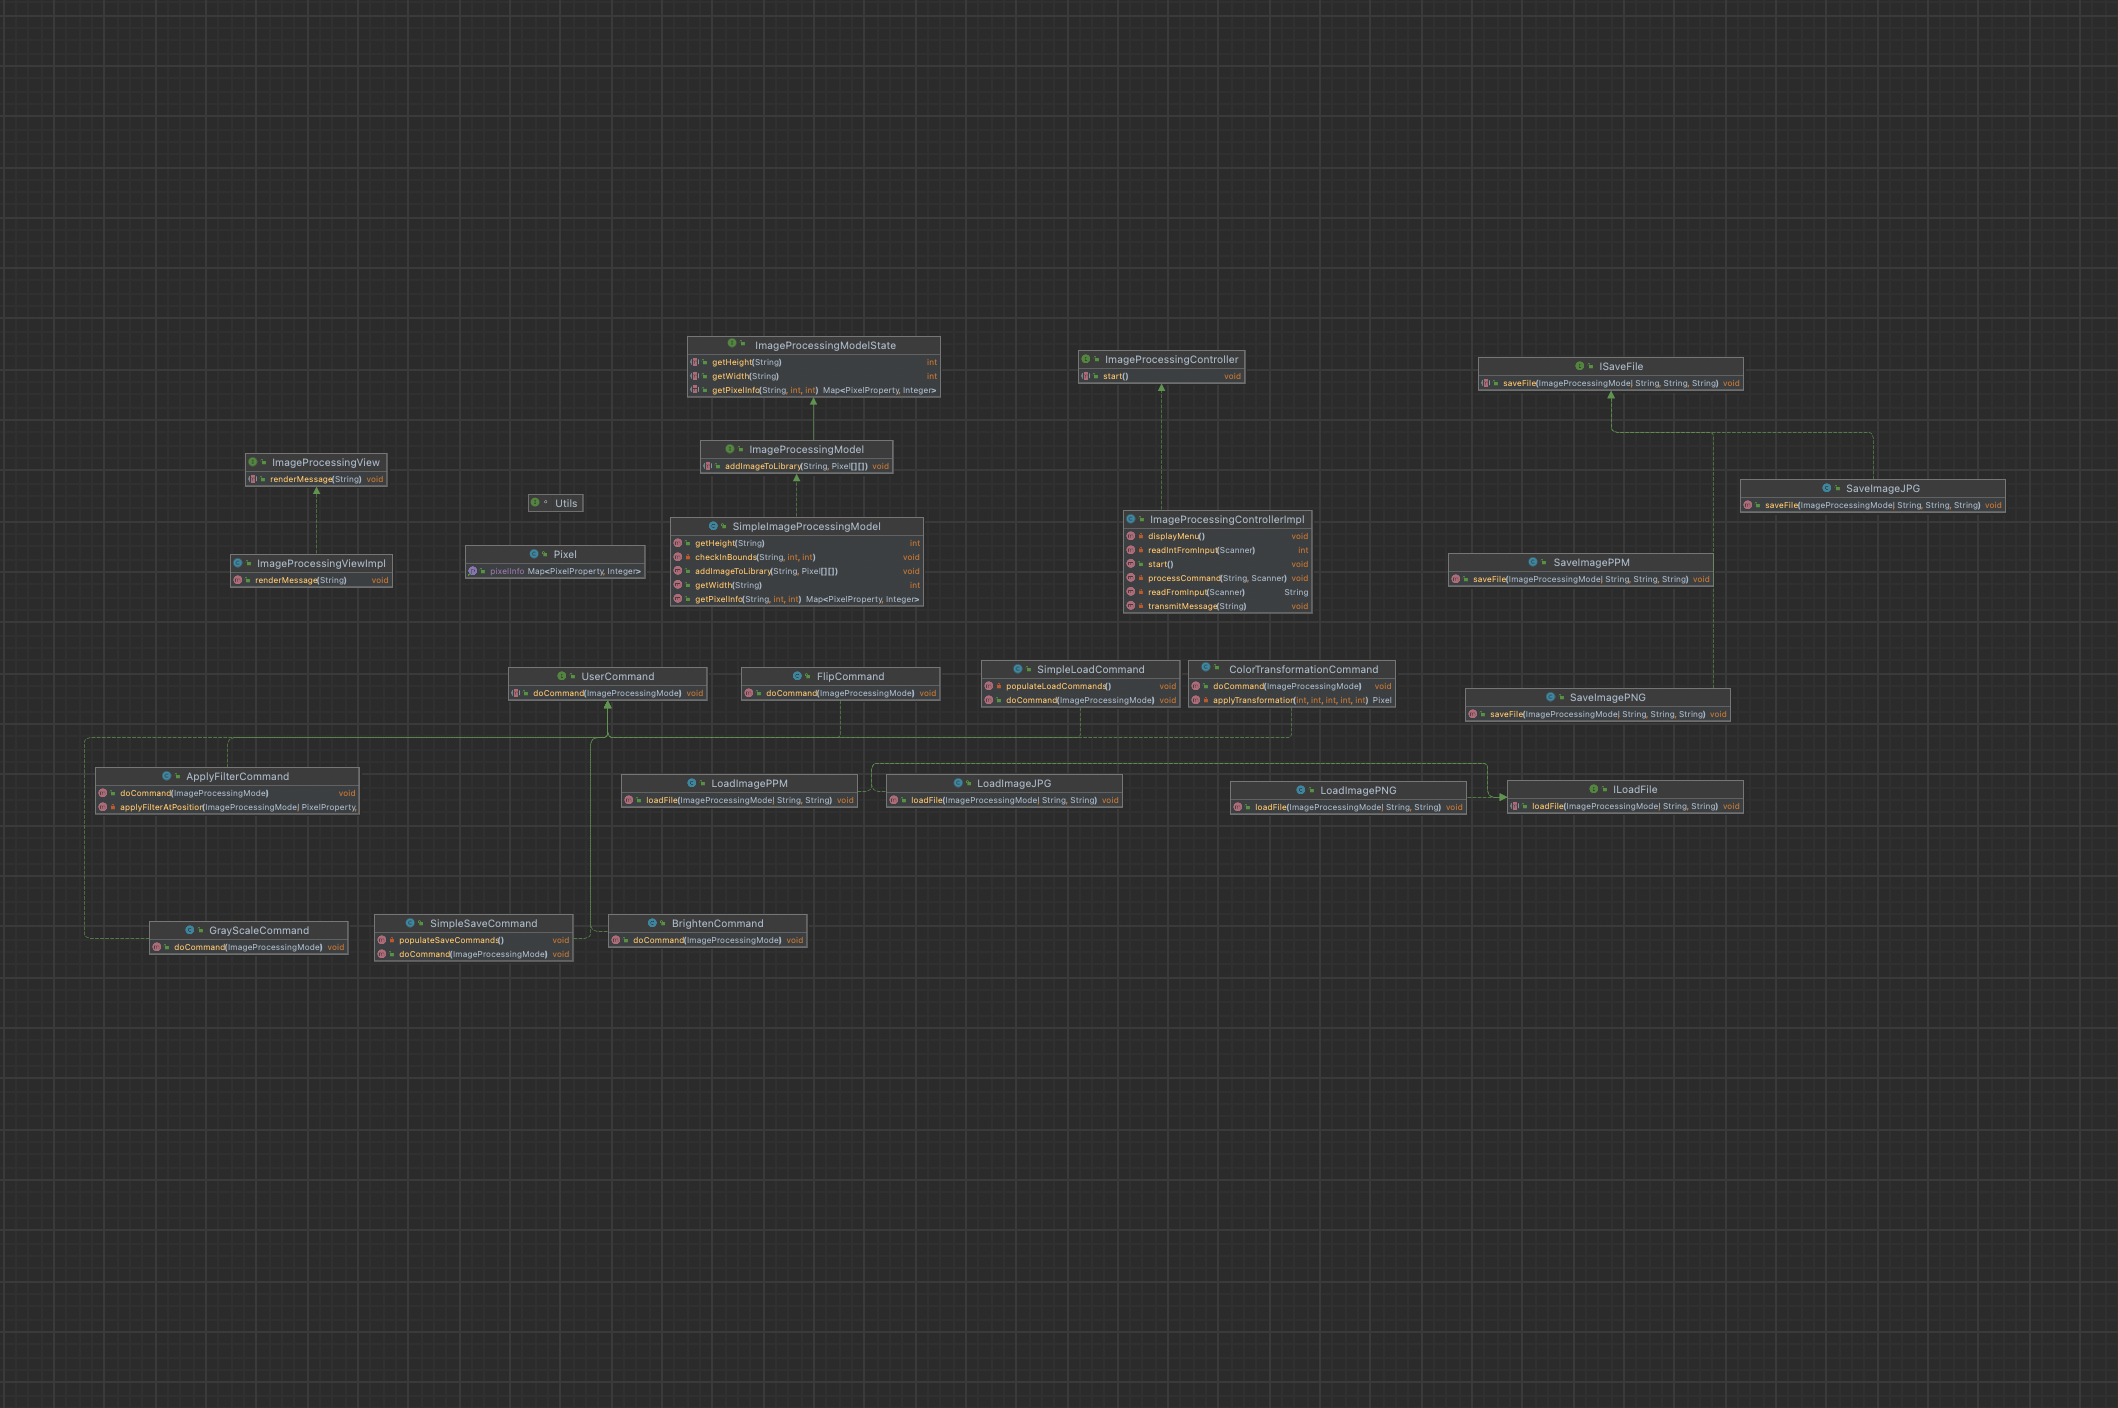 ImageProcessingModelState
getHeight(String) int
getWidth(String) int
getPixelInfo(String, int, int) Map<PixelProperty, Integer>
ImageProcessingController
start() void
ISaveFile
saveFile(ImageProcessingModel, String, String, String) void
ImageProcessingModel
addImageToLibrary(String, Pixel[][]) void
ImageProcessingView
renderMessage(String) void
SaveImageJPG
saveFile(ImageProcessingModel, String, String, String) void
Utils
SimpleImageProcessingModel
getHeight(String) int
checkInBounds(String, int, int) void
addImageToLibrary(String, Pixel[][]) void
getWidth(String) int
getPixelInfo(String, int, int) Map<PixelProperty, Integer>
ImageProcessingControllerImpl
displayMenu() void
readIntFromInput(Scanner) int
start() void
processCommand(String, Scanner) void
readFromInput(Scanner) String
transmitMessage(String) void
Pixel
pixelInfo Map<PixelProperty, Integer>
ImageProcessingViewImpl
renderMessage(String) void
SaveImagePPM
saveFile(ImageProcessingModel, String, String, String) void
UserCommand
doCommand(ImageProcessingModel) void
FlipCommand
doCommand(ImageProcessingModel) void
SimpleLoadCommand
populateLoadCommands() void
doCommand(ImageProcessingModel) void
ColorTransformationCommand
doCommand(ImageProcessingModel) void
applyTransformation(int, int, int, int, int) Pixel
SaveImagePNG
saveFile(ImageProcessingModel, String, String, String) void
ApplyFilterCommand
doCommand(ImageProcessingModel) void
applyFilterAtPosition(ImageProcessingModel, PixelProperty,
LoadImagePPM
loadFile(ImageProcessingModel, String, String) void
LoadImageJPG
loadFile(ImageProcessingModel, String, String) void
LoadImagePNG
loadFile(ImageProcessingModel, String, String) void
ILoadFile
loadFile(ImageProcessingModel, String, String) void
GrayScaleCommand
doCommand(ImageProcessingModel) void
SimpleSaveCommand
populateSaveCommands() void
doCommand(ImageProcessingModel) void
BrightenCommand
doCommand(ImageProcessingModel) void